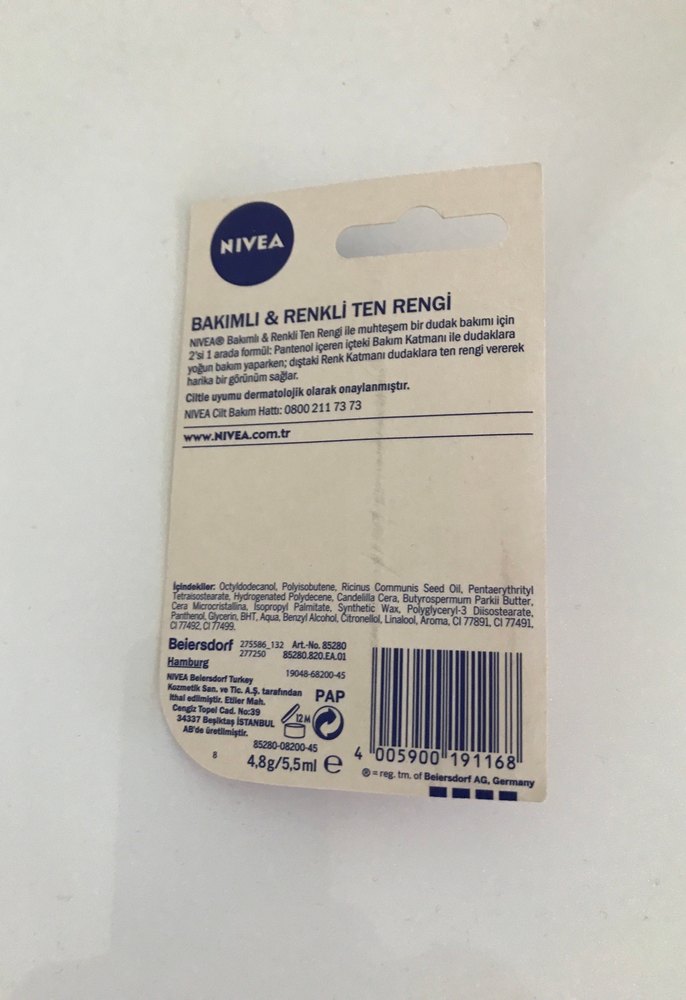 NIVEA
BAKIMLI & RENKLİ TEN RENGİ
NIVEA® Bakımlı & Renkli Ten Rengi ile muhteşem bir dudak bakımı için
2'si 1 arada formül: Pantenol içeren içteki Bakım Katmanı ile dudaklara
yoğun bakım yaparken; dıştaki Renk Katmanı dudaklara ten rengi vererek
harika bir görünüm sağlar.
Ciltle uyumu dermatolojik olarak onaylanmıştır.
NIVEA Cilt Bakım Hattı: 0800 211 73 73
www.NIVEA.com.tr
İçindekiler: Octyldodecanol, Polyisobutene, Ricinus Communis Seed Oil, Pentaerythrityl
Tetraisostearate, Hydrogenated Polydecene, Candelilla Cera, Butyrospermum Parkii Butter,
Cera Microcristallina, Isopropyl Palmitate, Synthetic Wax, Polyglyceryl-3 Diisostearate,
Panthenol, Glycerin, BHT, Aqua, Benzyl Alcohol, Citronellol, Linalool, Aroma, CI 77891, CI 77491,
CI 77492, CI 77499.
Beiersdorf 275586_132 Art.-No. 85280
Hamburg 277250 85280.820.EA.01
19048-68200-45
NIVEA Beiersdorf Turkey
Kozmetik San. ve Tic. A.Ş. tarafından
ithal edilmiştir. Etiler Mah.
Cengiz Topel Cad. No:39
34337 Beşiktaş İSTANBUL
AB'de üretilmiştir.
PAP
12 M
85280-08200-45
8
4,8g/5,5ml e
4 005900 191168
® = reg. tm. of Beiersdorf AG, Germany